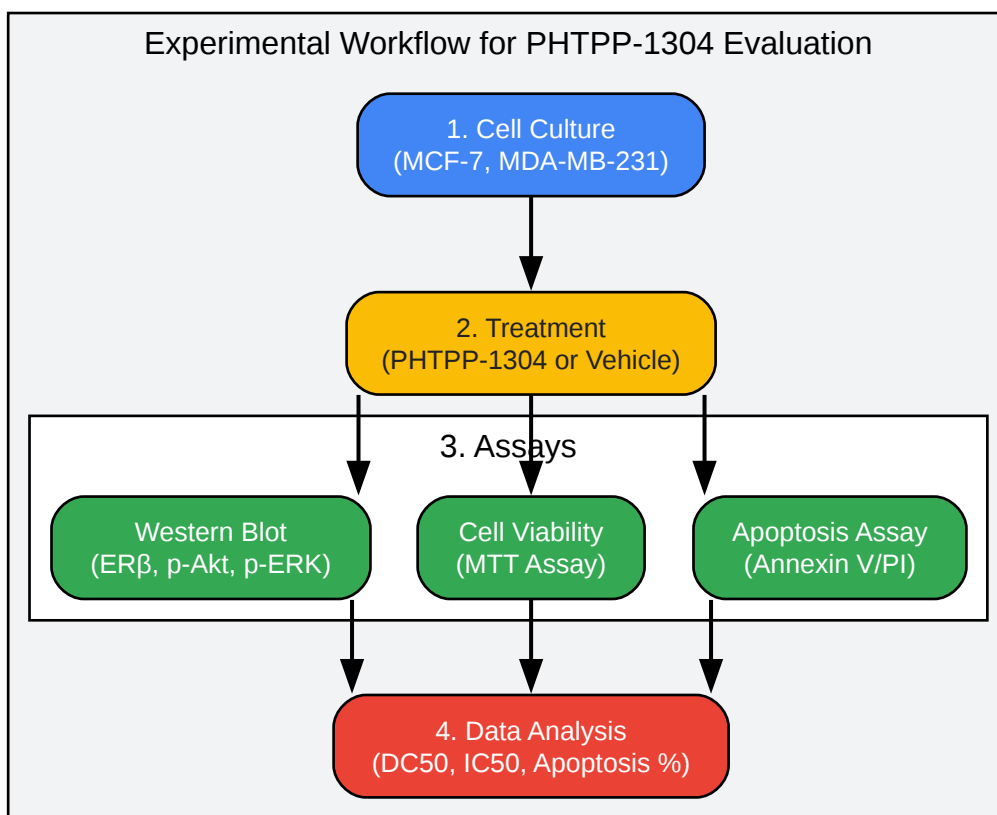 Experimental Workflow for PHTPP-1304 Evaluation
1. Cell Culture
(MCF-7, MDA-MB-231)
2. Treatment
(PHTPP-1304 or Vehicle)
3. Assays
Western Blot
(ERβ, p-Akt, p-ERK)
Cell Viability
(MTT Assay)
Apoptosis Assay
(Annexin V/PI)
4. Data Analysis
(DC50, IC50, Apoptosis %)